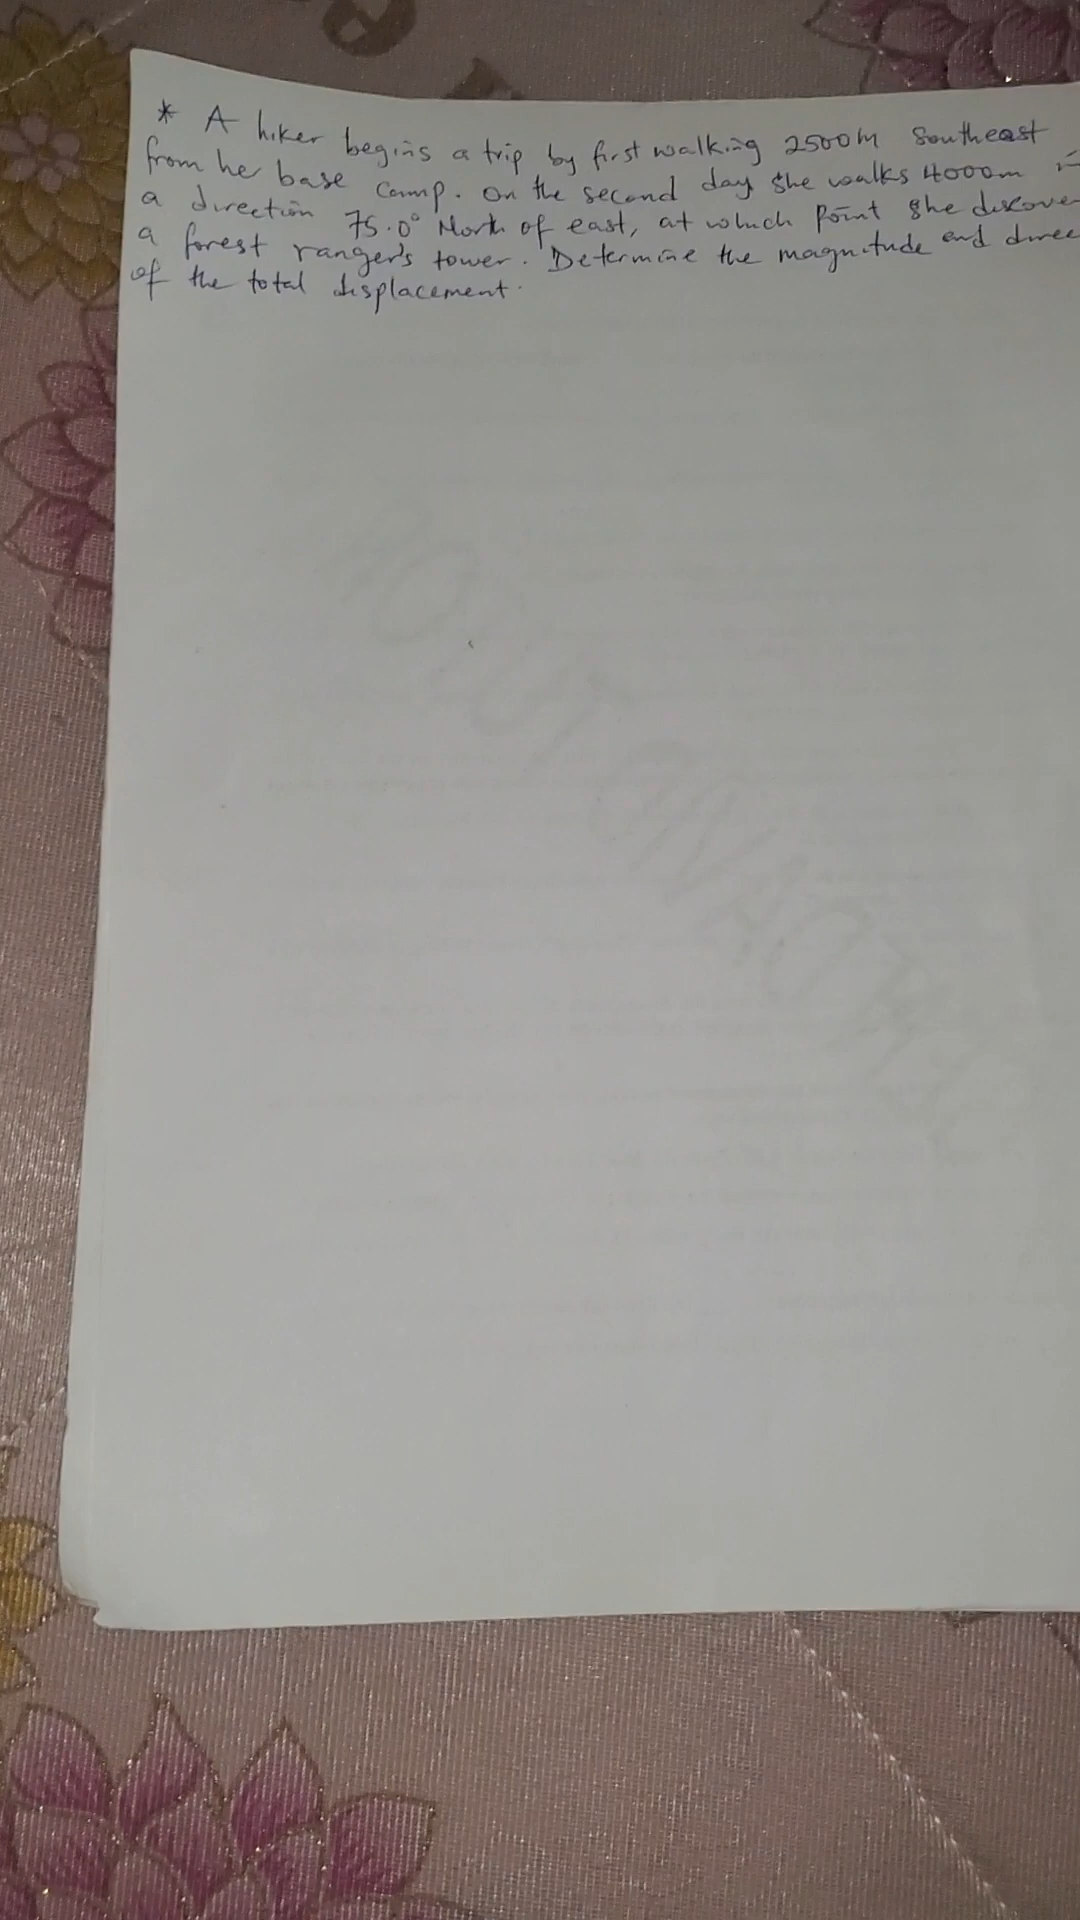 * A hiker begins a trip by first walking 2500m Southeast
from her base camp. On the second day she walks 4000m
a direction 75.0° North of east, at which point she discove
a forest ranger's tower. Determine the magnitude and direc
of the total displacement.